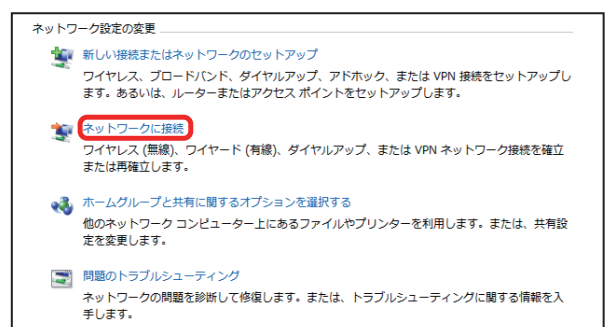 ネットワーク設定の変更
新しい接続またはネットワークのセットアップ
ワイヤレス、ブロードバンド、ダイヤルアップ、アドホック、または VPN 接続をセットアップし
ます。あるいは、ルーターまたはアクセス ポイントをセットアップします。
ネットワークに接続
ワイヤレス (無線)、ワイヤード (有線)、ダイヤルアップ、または VPN ネットワーク接続を確立
または再確立します。
ホームグループと共有に関するオプションを選択する
他のネットワーク コンピューター上にあるファイルやプリンターを利用します。または、共有設
定を変更します。
問題のトラブルシューティング
ネットワークの問題を診断して修復します。または、トラブルシューティングに関する情報を入
手します。